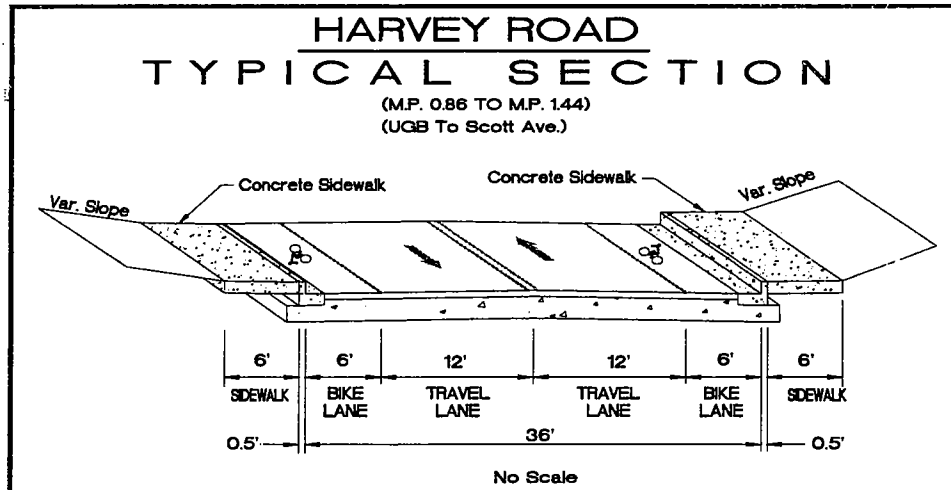 HARVEY ROAD
TYPICAL SECTION
(M.P. 0.86 TO M.P. 1.44)
(UGB To Scott Ave.)
Concrete Sidewalk
Concrete Sidewalk
Var. Slope
Var. Slope
6' 6' 12' 12' 6' 6'
SIDEWALK BIKE LANE TRAVEL LANE TRAVEL LANE BIKE LANE SIDEWALK
0.5' 36' 0.5'
No Scale